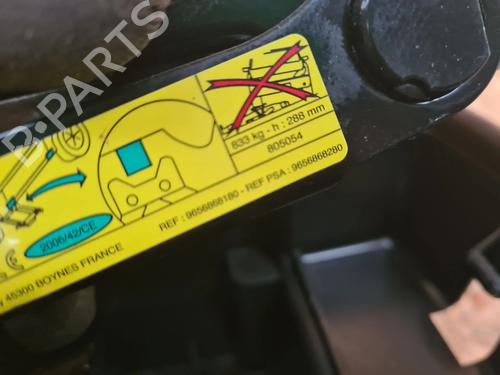 B-PARTS
833 kg - h : 288 mm
805054
2006/42/CE
REF : 9656868180 - REF PSA : 9656868280
45300 BOYNES FRANCE